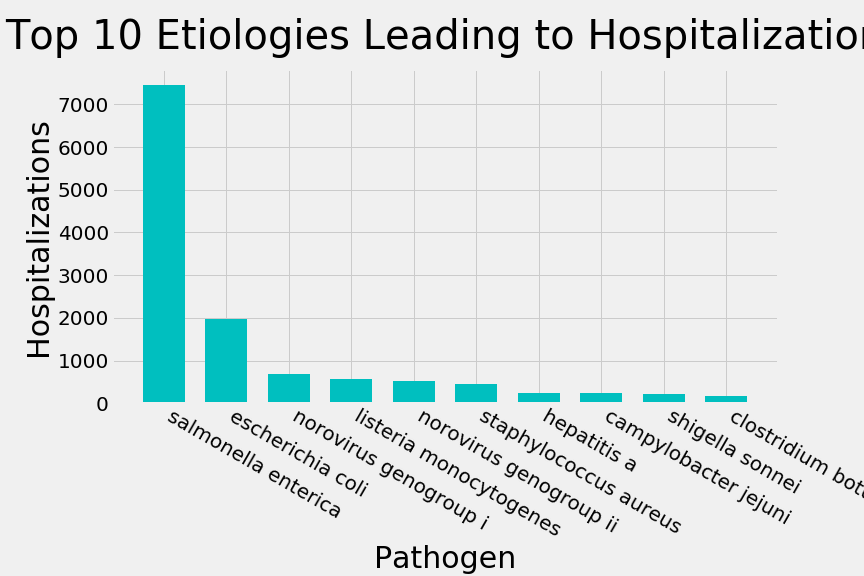 Top 10 Etiologies Leading to Hospitalization
Hospitalizations
7000
6000
5000
4000
3000
2000
1000
0
salmonella enterica
escherichia coli
norovirus genogroup i
listeria monocytogenes
norovirus genogroup ii
staphylococcus aureus
hepatitis a
campylobacter jejuni
shigella sonnei
clostridium
Pathogen